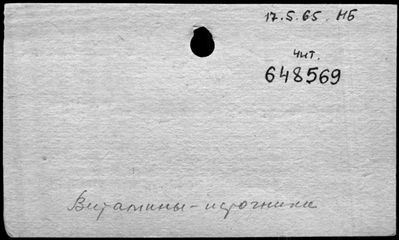 17.5.65. НБ
чит.
648569
Витамины - источники